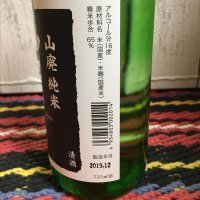 アルコール分 16度
原材料名 米(国産)・米麹(国産米)
精米歩合 65%
山廃純米
清酒
製造年月
2019.12
720ml詰